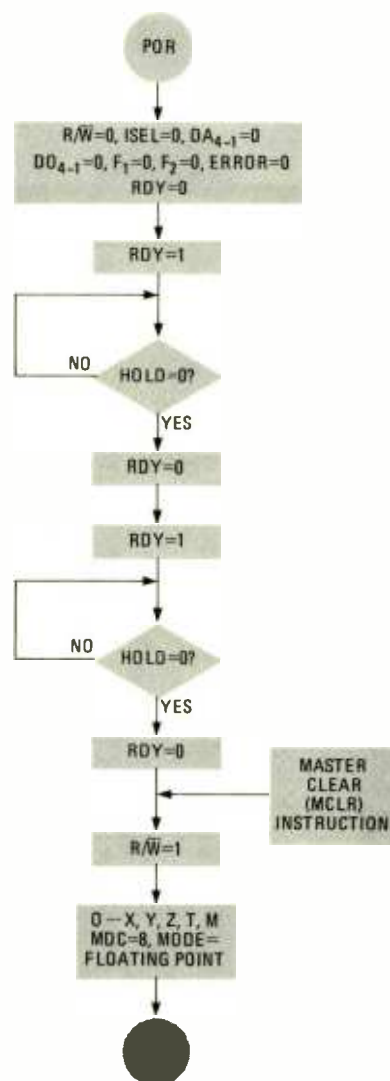 POR
R/W̅=0, ISEL=0, DA₄₋₁=0
DO₄₋₁=0, F₁=0, F₂=0, ERROR=0
RDY=0
RDY=1
NO
HOLD=0?
YES
RDY=0
RDY=1
NO
HOLD=0?
YES
RDY=0
MASTER
CLEAR
(MCLR)
INSTRUCTION
R/W̅=1
0—X, Y, Z, T, M
MDC=8, MODE=
FLOATING POINT